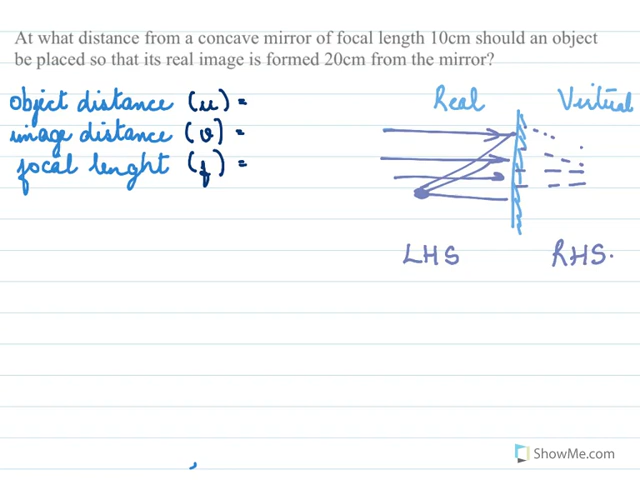 At what distance from a concave mirror of focal length 10cm should an object
be placed so that its real image is formed 20cm from the mirror?
object distance (u) =
image distance (v) =
focal lenght (f) =
Real
Virtual
LHS
RHS.
ShowMe.com